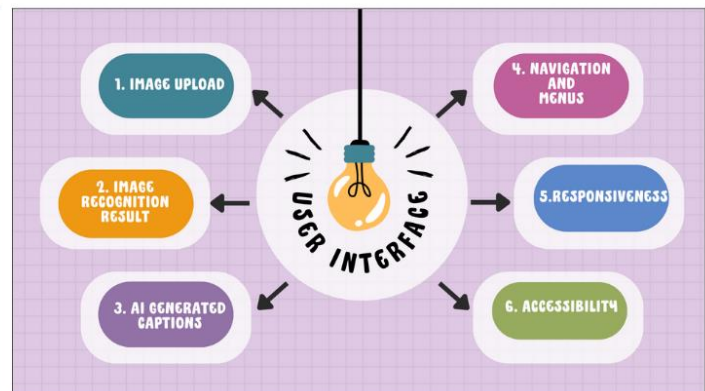 1. IMAGE UPLOAD
2. IMAGE
RECOGNITION
RESULT
3. AI GENERATED
CAPTIONS
USER INTERFACE
4. NAVIGATION
AND
MENUS
5.RESPONSIVENESS
6. ACCESSIBILITY